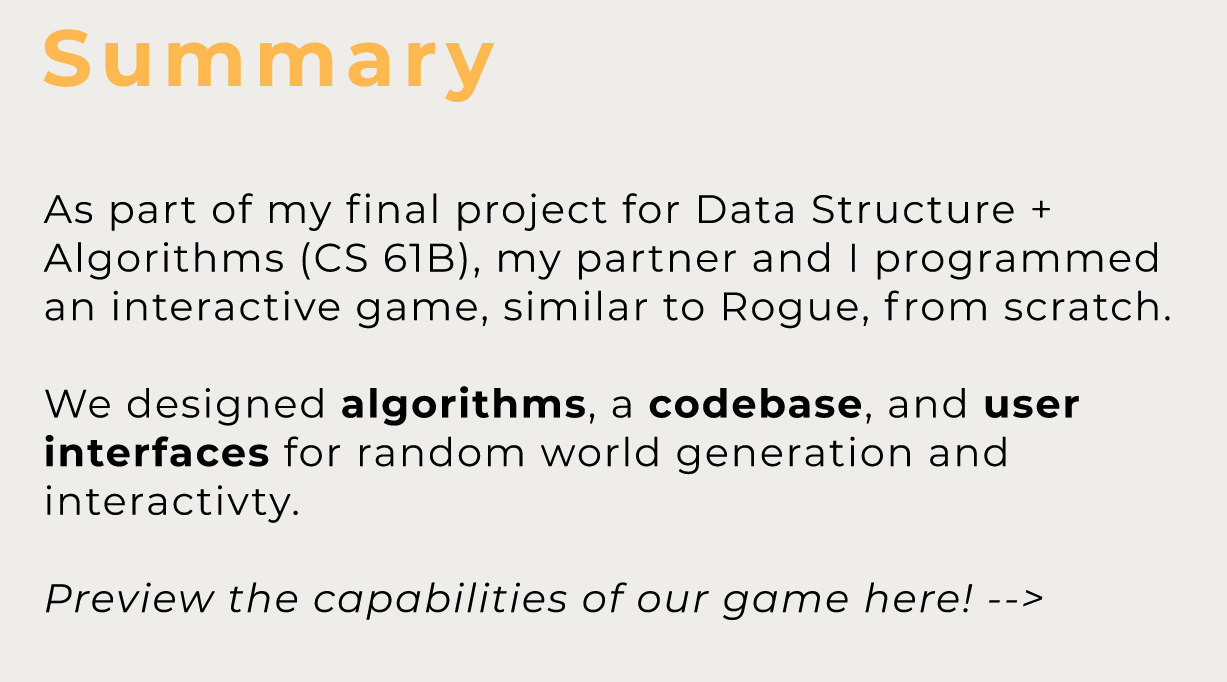 Summary
As part of my final project for Data Structure +
Algorithms (CS 61B), my partner and I programmed
an interactive game, similar to Rogue, from scratch.
We designed algorithms, a codebase, and user
interfaces for random world generation and
interactivty.
Preview the capabilities of our game here! -->